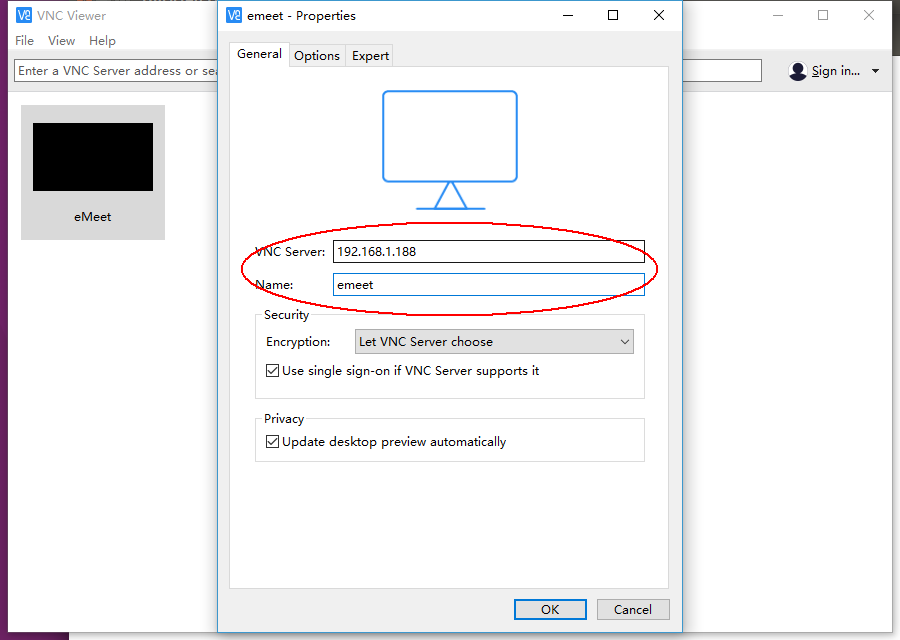 VNC Viewer
File View Help
Enter a VNC Server address or sea
Sign in...
eMeet
emeet - Properties
General Options Expert
VNC Server: 192.168.1.188
Name: emeet
Security
Encryption: Let VNC Server choose
Use single sign-on if VNC Server supports it
Privacy
Update desktop preview automatically
OK Cancel